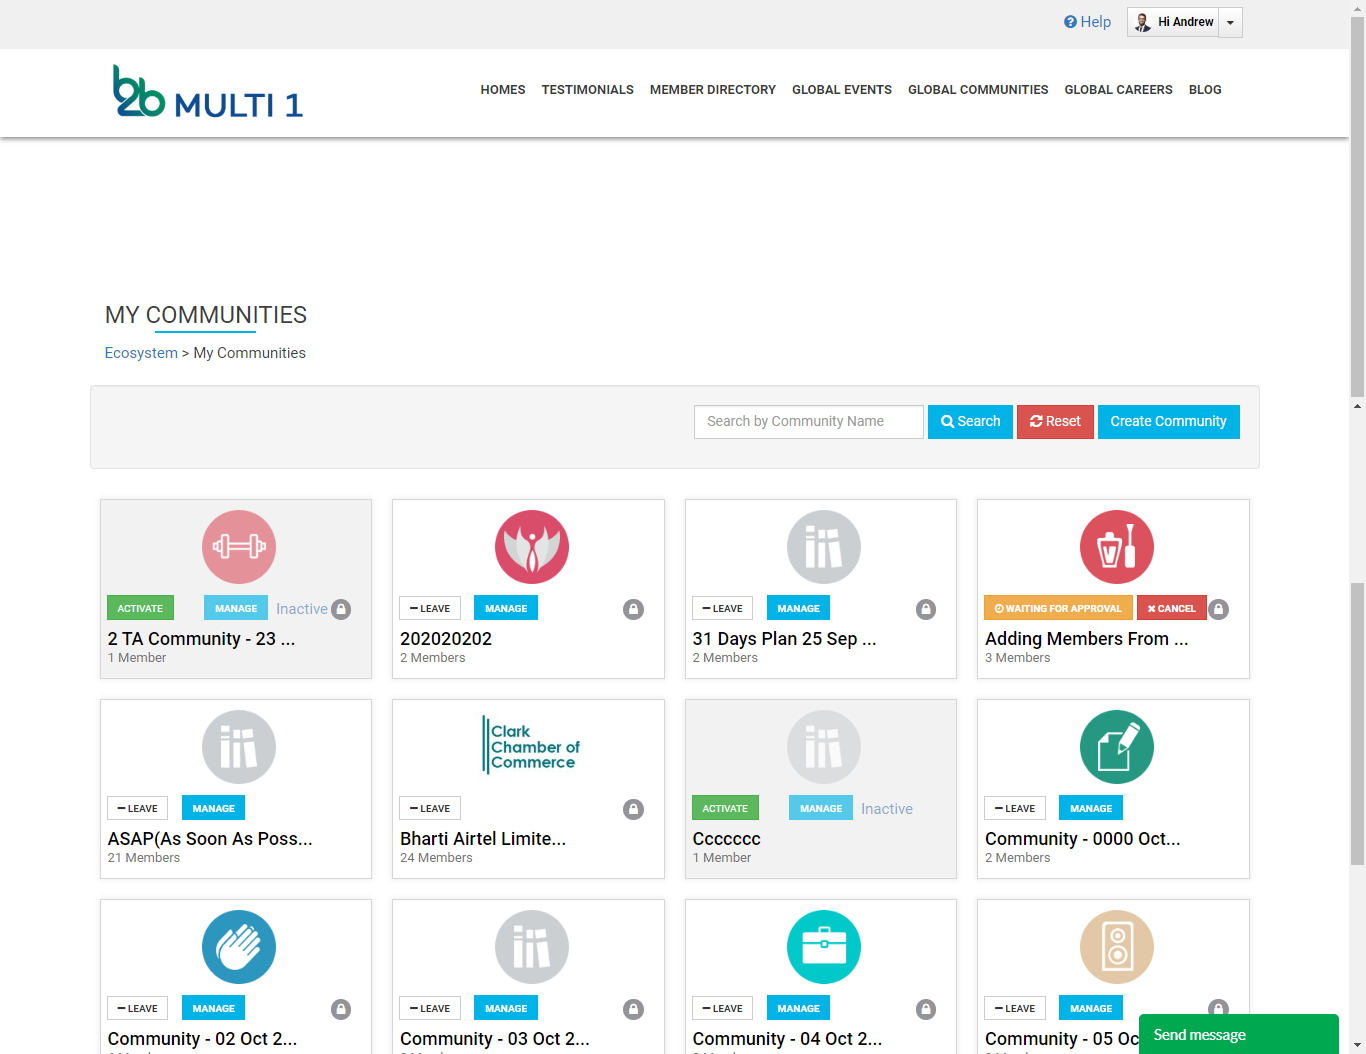 Help
Hi Andrew
b2b MULTI 1
HOMES TESTIMONIALS MEMBER DIRECTORY GLOBAL EVENTS GLOBAL COMMUNITIES GLOBAL CAREERS BLOG
MY COMMUNITIES
Ecosystem > My Communities
Search by Community Name Search Reset Create Community
ACTIVATE MANAGE Inactive
2 TA Community - 23 ...
1 Member
LEAVE MANAGE
202020202
2 Members
LEAVE MANAGE
31 Days Plan 25 Sep ...
2 Members
WAITING FOR APPROVAL CANCEL
Adding Members From ...
3 Members
LEAVE MANAGE
ASAP(As Soon As Poss...
21 Members
Clark
Chamber of
Commerce
LEAVE
Bharti Airtel Limite...
24 Members
ACTIVATE MANAGE Inactive
Ccccccc
1 Member
LEAVE MANAGE
Community - 0000 Oct...
2 Members
LEAVE MANAGE
Community - 02 Oct 2...
LEAVE MANAGE
Community - 03 Oct 2...
LEAVE MANAGE
Community - 04 Oct 2...
LEAVE MANAGE
Community - 05 Oc
Send message